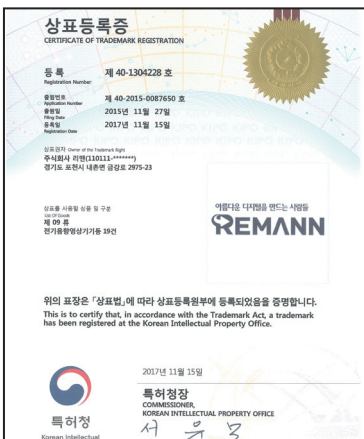 상표등록증
CERTIFICATE OF TRADEMARK REGISTRATION
등 록 제 40-1304228 호
Registration Number
출원번호 제 40-2015-0087650 호
Application Number
출원일 2015년 11월 27일
Filing Date
등록일 2017년 11월 15일
Registration Date
상표권자 Owner of the Trademark Right
주식회사 리맨(110111-*******)
경기도 포천시 내촌면 금강로 2975-23
상표를 사용할 상품 및 구분
List Of Goods
제 09 류
전기음향영상기기등 19건
아름다운 디지털을 만드는 사람들
REMANN
위의 표장은 「상표법」에 따라 상표등록원부에 등록되었음을 증명합니다.
This is to certify that, in accordance with the Trademark Act, a trademark
has been registered at the Korean Intellectual Property Office.
2017년 11월 15일
특허청
Korean Intellectual
특허청장
COMMISSIONER,
KOREAN INTELLECTUAL PROPERTY OFFICE